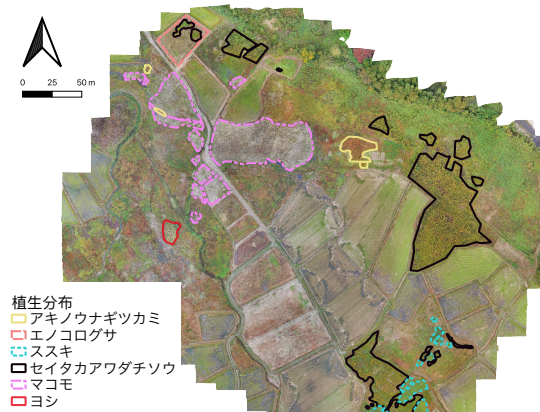 0 25 50 m
植生分布
アキノウナギツカミ
エノコログサ
ススキ
セイタカアワダチソウ
マコモ
ヨシ